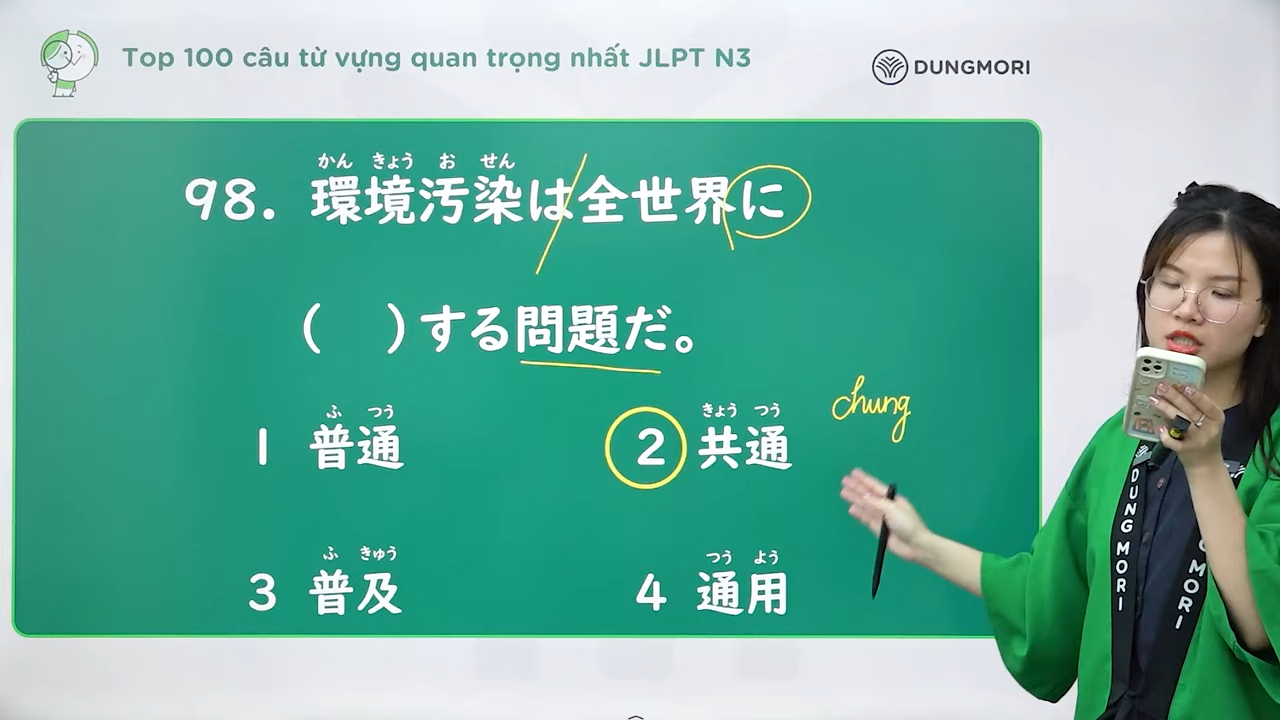 Top 100 câu từ vựng quan trọng nhất JLPT N3
DUNGMORI
かん きょう お せん
98. 環境汚染は全世界に
( )する問題だ。
chung
ふ つう
1 普通
きょう つう
2 共通
ふ きゅう
3 普及
つう よう
4 通用
DUNG MORI
MORI